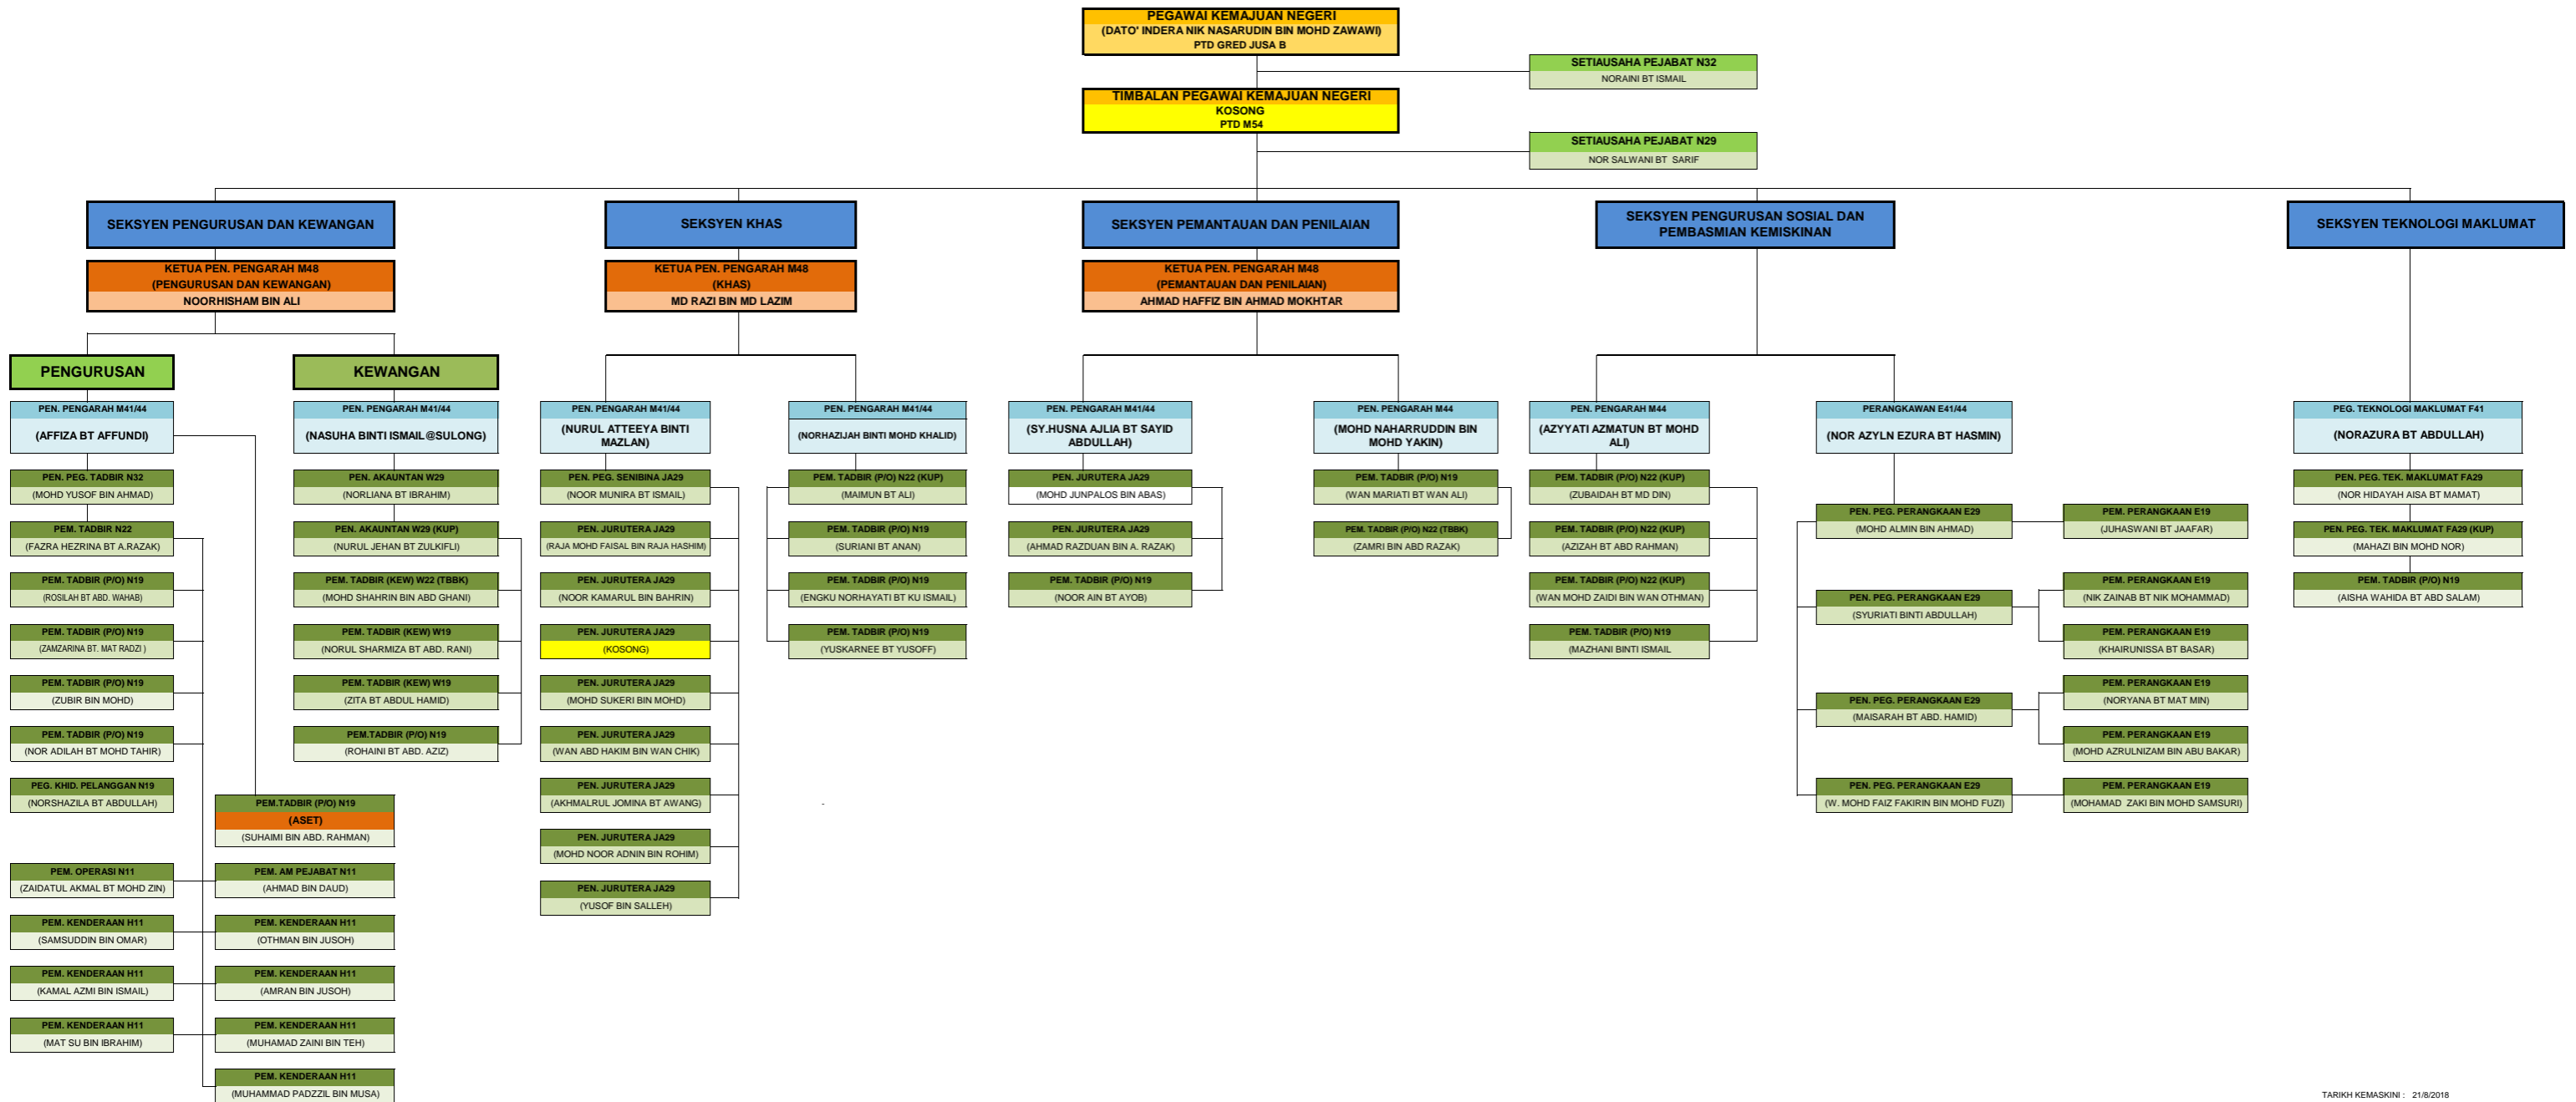 PEGAWAI KEMAJUAN NEGERI
(DATO' INDERA NIK NASARUDIN BIN MOHD ZAWAWI)
PTD GRED JUSA B
SETIAUSAHA PEJABAT N32
NORAINI BT ISMAIL
TIMBALAN PEGAWAI KEMAJUAN NEGERI
KOSONG
PTD M54
SETIAUSAHA PEJABAT N29
NOR SALWANI BT SARIF
SEKSYEN PENGURUSAN DAN KEWANGAN
KETUA PEN. PENGARAH M48
(PENGURUSAN DAN KEWANGAN)
NOORHISHAM BIN ALI
PENGURUSAN
PEN. PENGARAH M41/44
(AFFIZA BT AFFUNDI)
PEN. PEG. TADBIR N32
(MOHD YUSOF BIN AHMAD)
PEM. TADBIR N22
(FAZRA HEZRINA BT A.RAZAK)
PEM. TADBIR (P/O) N19
(ROSILAH BT ABD. WAHAB)
PEM. TADBIR (P/O) N19
(ZAMZARINA BT. MAT RADZI )
PEM. TADBIR (P/O) N19
(ZUBIR BIN MOHD)
PEM. TADBIR (P/O) N19
(NOR ADILAH BT MOHD TAHIR)
PEG. KHID. PELANGGAN N19
(NORSHAZILA BT ABDULLAH)
PEM.TADBIR (P/O) N19
(ASET)
(SUHAIMI BIN ABD. RAHMAN)
PEM. OPERASI N11
(ZAIDATUL AKMAL BT MOHD ZIN)
PEM. AM PEJABAT N11
(AHMAD BIN DAUD)
PEM. KENDERAAN H11
(SAMSUDDIN BIN OMAR)
PEM. KENDERAAN H11
(OTHMAN BIN JUSOH)
PEM. KENDERAAN H11
(KAMAL AZMI BIN ISMAIL)
PEM. KENDERAAN H11
(AMRAN BIN JUSOH)
PEM. KENDERAAN H11
(MAT SU BIN IBRAHIM)
PEM. KENDERAAN H11
(MUHAMAD ZAINI BIN TEH)
PEM. KENDERAAN H11
(MUHAMMAD PADZZIL BIN MUSA)
KEWANGAN
PEN. PENGARAH M41/44
(NASUHA BINTI ISMAIL@SULONG)
PEN. AKAUNTAN W29
(NORLIANA BT IBRAHIM)
PEN. AKAUNTAN W29 (KUP)
(NURUL JEHAN BT ZULKIFLI)
PEM. TADBIR (KEW) W22 (TBBK)
(MOHD SHAHRIN BIN ABD GHANI)
PEM. TADBIR (KEW) W19
(NORUL SHARMIZA BT ABD. RANI)
PEM. TADBIR (KEW) W19
(ZITA BT ABDUL HAMID)
PEM.TADBIR (P/O) N19
(ROHAINI BT ABD. AZIZ)
SEKSYEN KHAS
KETUA PEN. PENGARAH M48
(KHAS)
MD RAZI BIN MD LAZIM
PEN. PENGARAH M41/44
(NURUL ATTEEYA BINTI
MAZLAN)
PEN. PEG. SENIBINA JA29
(NOOR MUNIRA BT ISMAIL)
PEN. JURUTERA JA29
(RAJA MOHD FAISAL BIN RAJA HASHIM)
PEN. JURUTERA JA29
(NOOR KAMARUL BIN BAHRIN)
PEN. JURUTERA JA29
(KOSONG)
PEN. JURUTERA JA29
(MOHD SUKERI BIN MOHD)
PEN. JURUTERA JA29
(WAN ABD HAKIM BIN WAN CHIK)
PEN. JURUTERA JA29
(AKHMALRUL JOMINA BT AWANG)
PEN. JURUTERA JA29
(MOHD NOOR ADNIN BIN ROHIM)
PEN. JURUTERA JA29
(YUSOF BIN SALLEH)
PEN. PENGARAH M41/44
(NORHAZIJAH BINTI MOHD KHALID)
PEM. TADBIR (P/O) N22 (KUP)
(MAIMUN BT ALI)
PEM. TADBIR (P/O) N19
(SURIANI BT ANAN)
PEM. TADBIR (P/O) N19
(ENGKU NORHAYATI BT KU ISMAIL)
PEM. TADBIR (P/O) N19
(YUSKARNEE BT YUSOFF)
-
SEKSYEN PEMANTAUAN DAN PENILAIAN
KETUA PEN. PENGARAH M48
(PEMANTAUAN DAN PENILAIAN)
AHMAD HAFFIZ BIN AHMAD MOKHTAR
PEN. PENGARAH M41/44
(SY.HUSNA AJLIA BT SAYID
ABDULLAH)
PEN. JURUTERA JA29
(MOHD JUNPALOS BIN ABAS)
PEN. JURUTERA JA29
(AHMAD RAZDUAN BIN A. RAZAK)
PEM. TADBIR (P/O) N19
(NOOR AIN BT AYOB)
PEN. PENGARAH M44
(MOHD NAHARRUDDIN BIN
MOHD YAKIN)
PEM. TADBIR (P/O) N19
(WAN MARIATI BT WAN ALI)
PEM. TADBIR (P/O) N22 (TBBK)
(ZAMRI BIN ABD RAZAK)
SEKSYEN PENGURUSAN SOSIAL DAN
PEMBASMIAN KEMISKINAN
PEN. PENGARAH M44
(AZYYATI AZMATUN BT MOHD
ALI)
PEM. TADBIR (P/O) N22 (KUP)
(ZUBAIDAH BT MD DIN)
PEM. TADBIR (P/O) N22 (KUP)
(AZIZAH BT ABD RAHMAN)
PEM. TADBIR (P/O) N22 (KUP)
(WAN MOHD ZAIDI BIN WAN OTHMAN)
PEM. TADBIR (P/O) N19
(MAZHANI BINTI ISMAIL
PERANGKAWAN E41/44
(NOR AZYLN EZURA BT HASMIN)
PEN. PEG. PERANGKAAN E29
(MOHD ALMIN BIN AHMAD)
PEM. PERANGKAAN E19
(JUHASWANI BT JAAFAR)
PEN. PEG. PERANGKAAN E29
(SYURIATI BINTI ABDULLAH)
PEM. PERANGKAAN E19
(NIK ZAINAB BT NIK MOHAMMAD)
PEM. PERANGKAAN E19
(KHAIRUNISSA BT BASAR)
PEN. PEG. PERANGKAAN E29
(MAISARAH BT ABD. HAMID)
PEM. PERANGKAAN E19
(NORYANA BT MAT MIN)
PEM. PERANGKAAN E19
(MOHD AZRULNIZAM BIN ABU BAKAR)
PEN. PEG. PERANGKAAN E29
(W. MOHD FAIZ FAKIRIN BIN MOHD FUZI)
PEM. PERANGKAAN E19
(MOHAMAD ZAKI BIN MOHD SAMSURI)
SEKSYEN TEKNOLOGI MAKLUMAT
PEG. TEKNOLOGI MAKLUMAT F41
(NORAZURA BT ABDULLAH)
PEN. PEG. TEK. MAKLUMAT FA29
(NOR HIDAYAH AISA BT MAMAT)
PEN. PEG. TEK. MAKLUMAT FA29 (KUP)
(MAHAZI BIN MOHD NOR)
PEM. TADBIR (P/O) N19
(AISHA WAHIDA BT ABD SALAM)
TARIKH KEMASKINI : 21/8/2018